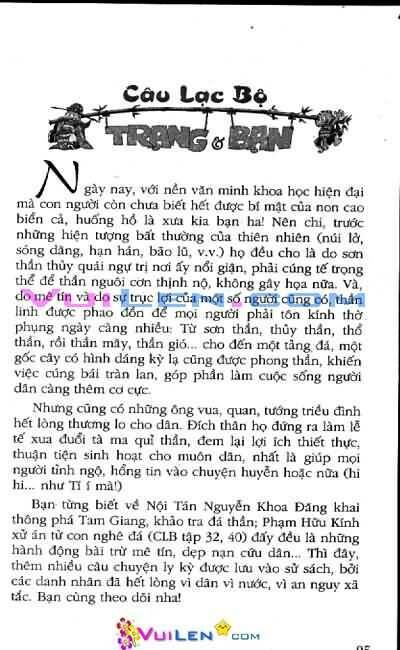 Câu Lạc Bộ
TRẠNG & BẠN
Ngày nay, với nền văn minh khoa học hiện đại
mà con người còn chưa biết hết được bí mật của non cao
biển cả, huống hồ là xưa kia bạn ha! Nên chi, trước
những hiện tượng bất thường của thiên nhiên (núi lở,
sóng dâng, hạn hán, bão lũ, v.v.) họ đều cho là do sơn
thần thủy quái ngự trị nơi ấy nổi giận, phải cúng tế trọng
thể để thần nguôi cơn thịnh nộ, không gây họa nữa. Và,
do mê tín và do sự trục lợi của một số người cũng có thần
linh được phao đồn để mọi người phải tôn kính thờ
phụng ngày càng nhiều: Từ sơn thần, thủy thần, thổ
thần, rồi thần mây, thần gió... cho đến một tảng đá, một
gốc cây có hình dáng kỳ lạ cũng được phong thần, khiến
việc cúng bái tràn lan, góp phần làm cuộc sống người
dân càng thêm cơ cực.
Nhưng cũng có những ông vua, quan, tướng triều đình
hết lòng thương lo cho dân. Đích thân họ đứng ra làm lễ
tế xua đuổi tà ma quỉ thần, đem lại lợi ích thiết thực,
thuận tiện sinh hoạt cho muôn dân, nhất là giúp mọi
người tỉnh ngộ, hổng tin vào chuyện huyễn hoặc nữa (hi
hi... như Tí í mà!)
Bạn từng biết về Nội Tán Nguyễn Khoa Đăng khai
thông phá Tam Giang, khảo tra đá thần; Phạm Hữu Kính
xử án từ con nghê đá (CLB tập 32, 40) đấy đều là những
hành động bài trừ mê tín, dẹp nạn cứu dân... Thì đây,
thêm nhiều câu chuyện ly kỳ được lưu vào sử sách, bởi
các danh nhân đã hết lòng vì dân vì nước, vì an nguy xã
tắc. Bạn cùng theo dõi nha!
VUILEN.COM